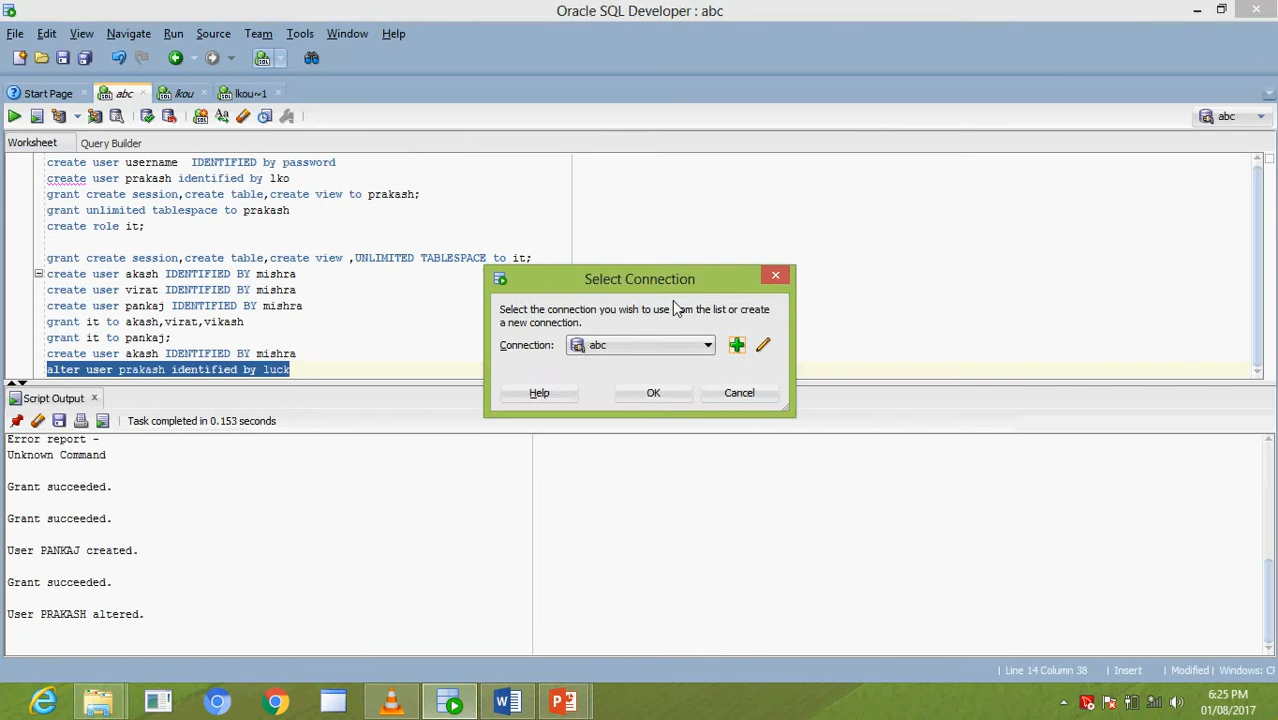 Oracle SQL Developer : abc
File Edit View Navigate Run Source Team Tools Window Help
Start Page abc lkou lkou~1
abc
Worksheet Query Builder
create user username IDENTIFIED by password
create user prakash identified by lko
grant create session,create table,create view to prakash;
grant unlimited tablespace to prakash
create role it;
grant create session,create table,create view ,UNLIMITED TABLESPACE to it;
create user akash IDENTIFIED BY mishra
create user virat IDENTIFIED BY mishra
create user pankaj IDENTIFIED BY mishra
grant it to akash,virat,vikash
grant it to pankaj;
create user akash IDENTIFIED BY mishra
alter user prakash identified by luck
Select Connection
Select the connection you wish to use from the list or create
a new connection.
Connection: abc
Help OK Cancel
Script Output
Task completed in 0.153 seconds
Error report -
Unknown Command
Grant succeeded.
Grant succeeded.
User PANKAJ created.
Grant succeeded.
User PRAKASH altered.
Line 14 Column 38 Insert Modified Windows: C
6:25 PM
01/08/2017